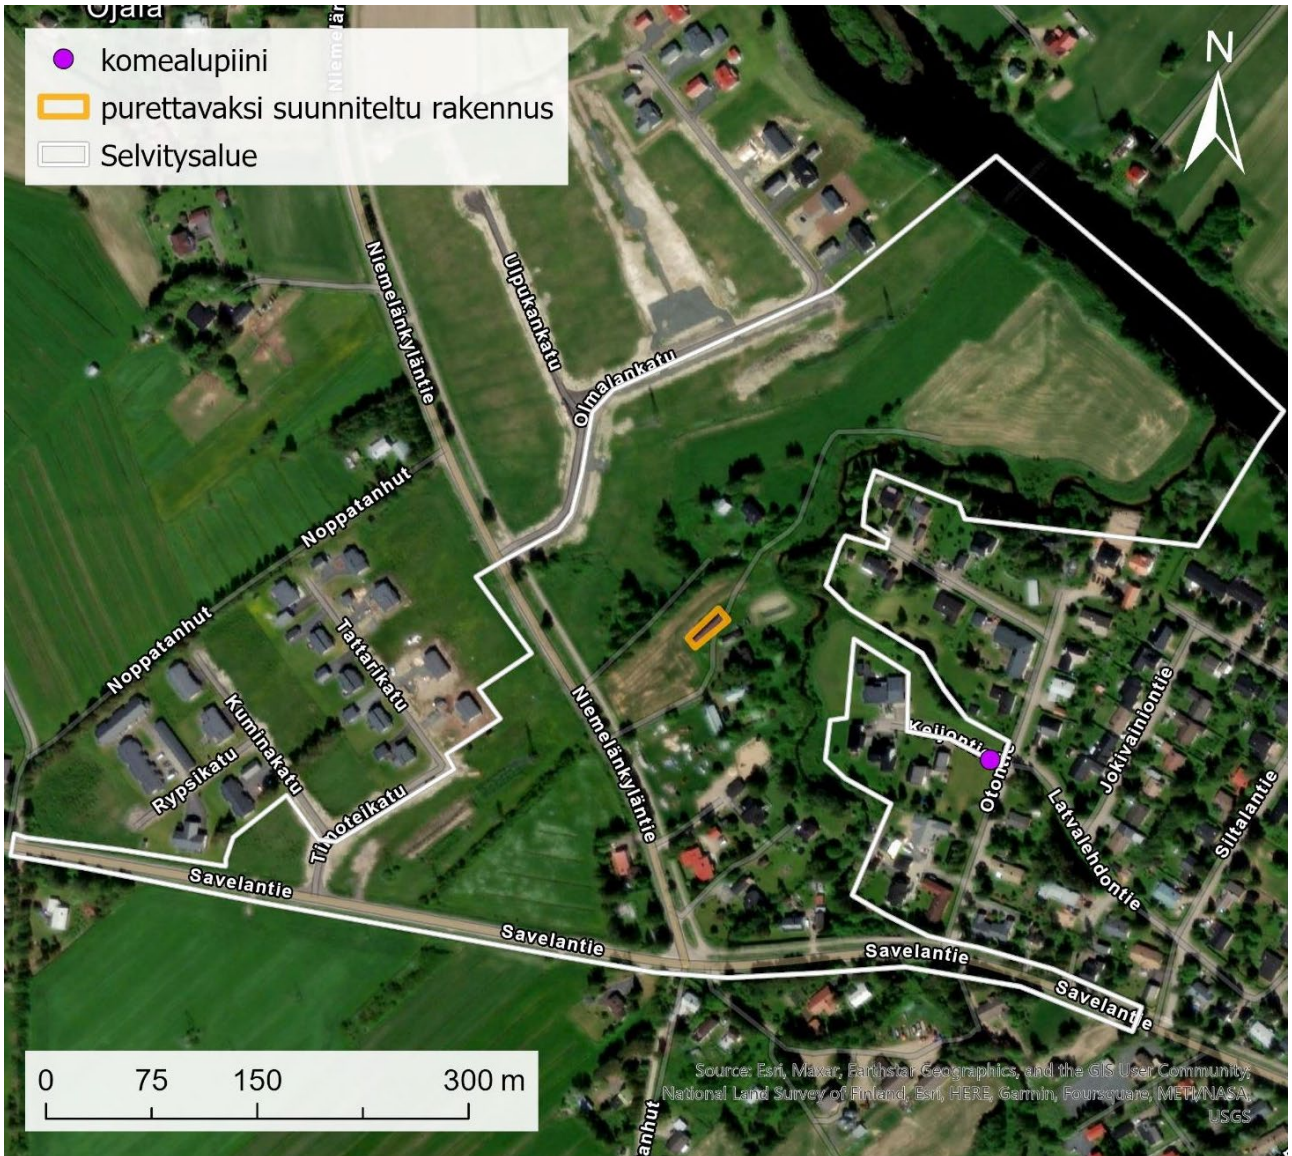 Ojala
komealupiini
purettavaksi suunniteltu rakennus
Selvitysalue
N
Niemelänkyläntie
Ulpukankatu
Olmalankatu
Noppatanhut
Noppatanhut
Tattarikatu
Kuminakatu
Rypsikatu
Timoteikatu
Niemelänkyläntie
Keijontie
Otontie
Jokivainiontie
Latvalehdontie
Siltalantie
Savelantie
Savelantie
Savelantie
Savelantie
0 75 150 300 m
Source: Esri, Maxar, Earthstar Geographics, and the GIS User Community,
National Land Survey of Finland, Esri, HERE, Garmin, Foursquare, METI/NASA,
USGS